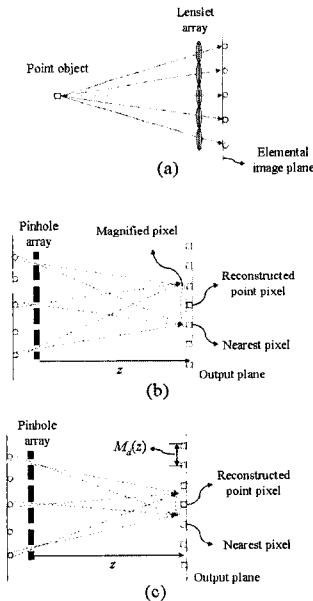 Lenslet
array
Point object
Elemental
image plane
(a)
Pinhole
array
Magnified pixel
Reconstructed
point pixel
Nearest pixel
z
Output plane
(b)
Pinhole
array
M_d(z)
Reconstructed
point pixel
Nearest pixel
z
Output plane
(c)